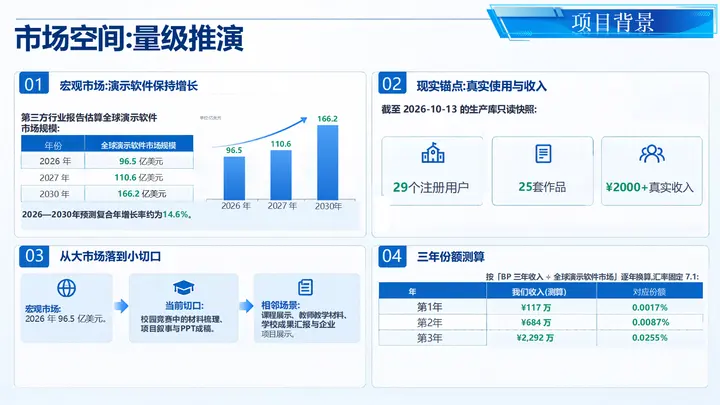 项目背景
市场空间:量级推演
01 宏观市场:演示软件保持增长
第三方行业报告估算全球演示软件
市场规模:
年份 全球演示软件市场规模
2026 年 96.5 亿美元
2027 年 110.6 亿美元
2030 年 166.2 亿美元
96.5
110.6
166.2
2026 年 2027 年 2030年
2026—2030年预测复合年增长率约为14.6%。
02 现实锚点:真实使用与收入
截至 2026-10-13 的生产库只读快照:
29个注册用户
25套作品
¥2000+真实收入
03 从大市场落到小切口
宏观市场:
2026 年 96.5 亿美元。
当前切口:
校园竞赛中的材料梳理、
项目叙事与PPT成稿。
相邻场景:
课程展示、教师教学材料、
学校成果汇报与企业
项目展示。
04 三年份额测算
按「BP 三年收入 ÷ 全球演示软件市场」逐年换算,汇率固定 7.1:
年 我们收入(测算) 对应份额
第1年 ¥117 万 0.0017%
第2年 ¥684 万 0.0087%
第3年 ¥2,292 万 0.0255%